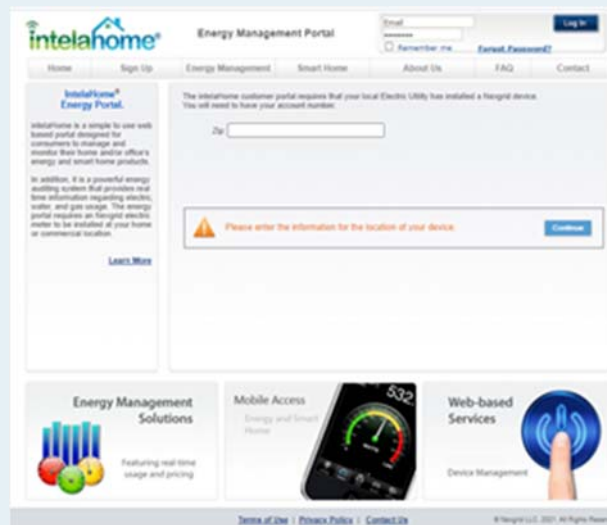 intelahome®
Energy Management Portal
Email
********
Remember me
Forgot Password?
Log In
Home
Sign Up
Energy Management
Smart Home
About Us
FAQ
Contact
IntelaHome®
Energy Portal.
intelaHome is a simple to use web
based portal designed for
consumers to manage and
monitor their home and/or office's
energy and smart home products.
In addition, it is a powerful energy
auditing system that provides real
time information regarding electric,
water, and gas usage. The energy
portal requires an Nexgrid electric
meter to be installed at your home
or commercial location.
Learn More
The intelaHome customer portal requires that your local Electric Utility has installed a Nexgrid device.
You will need to have your account number.
Zip:
Please enter the information for the location of your device.
Continue
Energy Management
Solutions
Featuring real-time
usage and pricing
Mobile Access
Energy and Smart
Home
532
Web-based
Services
Device Management
Terms of Use | Privacy Policy | Contact Us
© Nexgrid LLC. 2021. All Rights